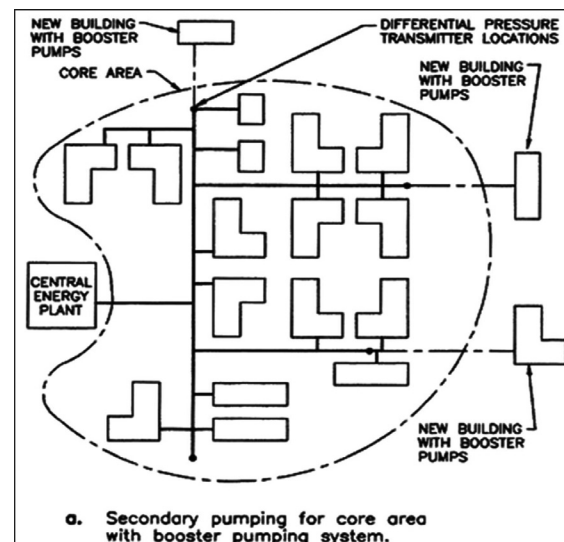 NEW BUILDING
WITH BOOSTER
PUMPS
DIFFERENTIAL PRESSURE
TRANSMITTER LOCATIONS
CORE AREA
NEW BUILDING
WITH BOOSTER
PUMPS
CENTRAL
ENERGY
PLANT
NEW BUILDING
WITH BOOSTER
PUMPS
a. Secondary pumping for core area
with booster pumping system.